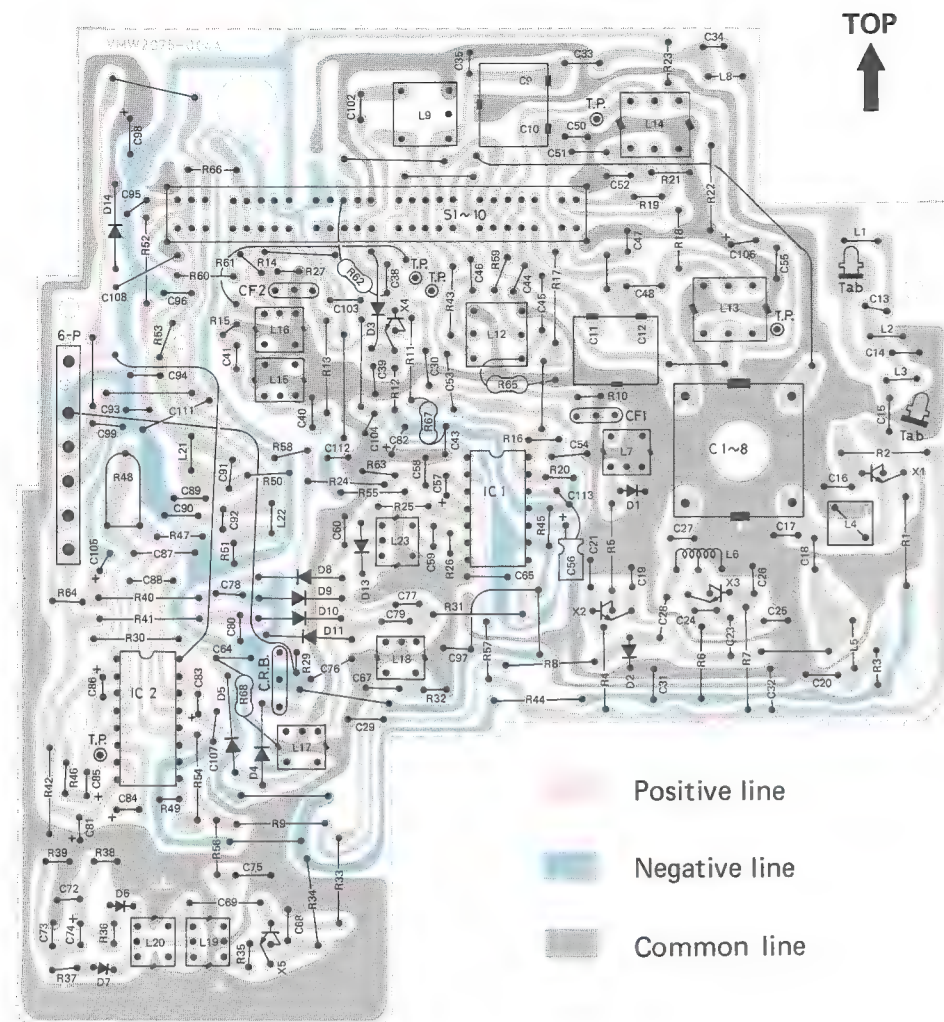 TOP
VMW2075-004A
C34
C35
C33
R23
L8
C9
C102
L9
T.P.
L14
C98
C10
C50
C51
R66
C52
R21
R22
D14
C95
S1~10
R19
R52
C47
R18
C106
C55
L1
Tab
R61
R14
R27
R62
C38
T.P.
T.P.
C46
R59
C44
R17
R60
CF2
C108
C96
C103
X4
R43
C45
C48
L13
C13
6-P
R15
L16
D3
L12
C11
C12
T.P.
L2
R53
C41
R13
R11
C14
L15
C39
R12
C30
C53
L3
C94
R65
R10
C93
C111
C40
C104
R67
CF1
C15
Tab
C99
C82
C43
R16
C54
L7
C1~8
R2
L21
R58
C112
R63
C58
C57
IC 1
R20
X1
R48
C91
R50
R24
R55
C16
C89
R25
C113
D1
L4
C90
C92
L22
C60
L23
R45
C56
C27
C17
R1
R47
C59
R26
C21
R5
L6
C18
C105
C87
R51
D13
C88
C78
D8
C65
C19
X3
C26
R64
R40
D9
C77
X2
R41
C80
D10
C79
R31
C28
C24
C23
C25
R30
D11
C97
R57
L5
C64
R29
C76
L18
R8
R4
D2
R6
R7
R3
C86
IC 2
C83
D5
R68
C.R.B.
C67
R32
C31
C32
C20
R44
T.P.
C107
C29
L17
R42
R46
C85
R54
D4
C84
R49
Positive line
C81
R9
R56
R33
R39
R38
C75
R34
Negative line
C72
D6
C69
C73
C74
R36
L20
L19
C68
R35
X5
Common line
R37
D7